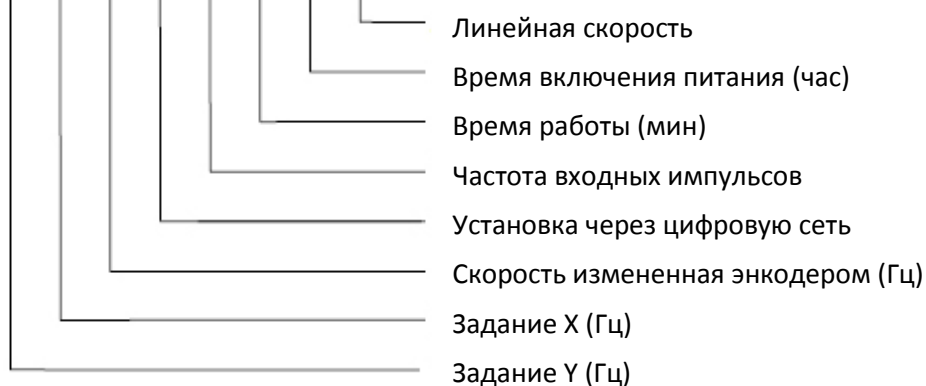 Линейная скорость
Время включения питания (час)
Время работы (мин)
Частота входных импульсов
Установка через цифровую сеть
Скорость измененная энкодером (Гц)
Задание X (Гц)
Задание Y (Гц)